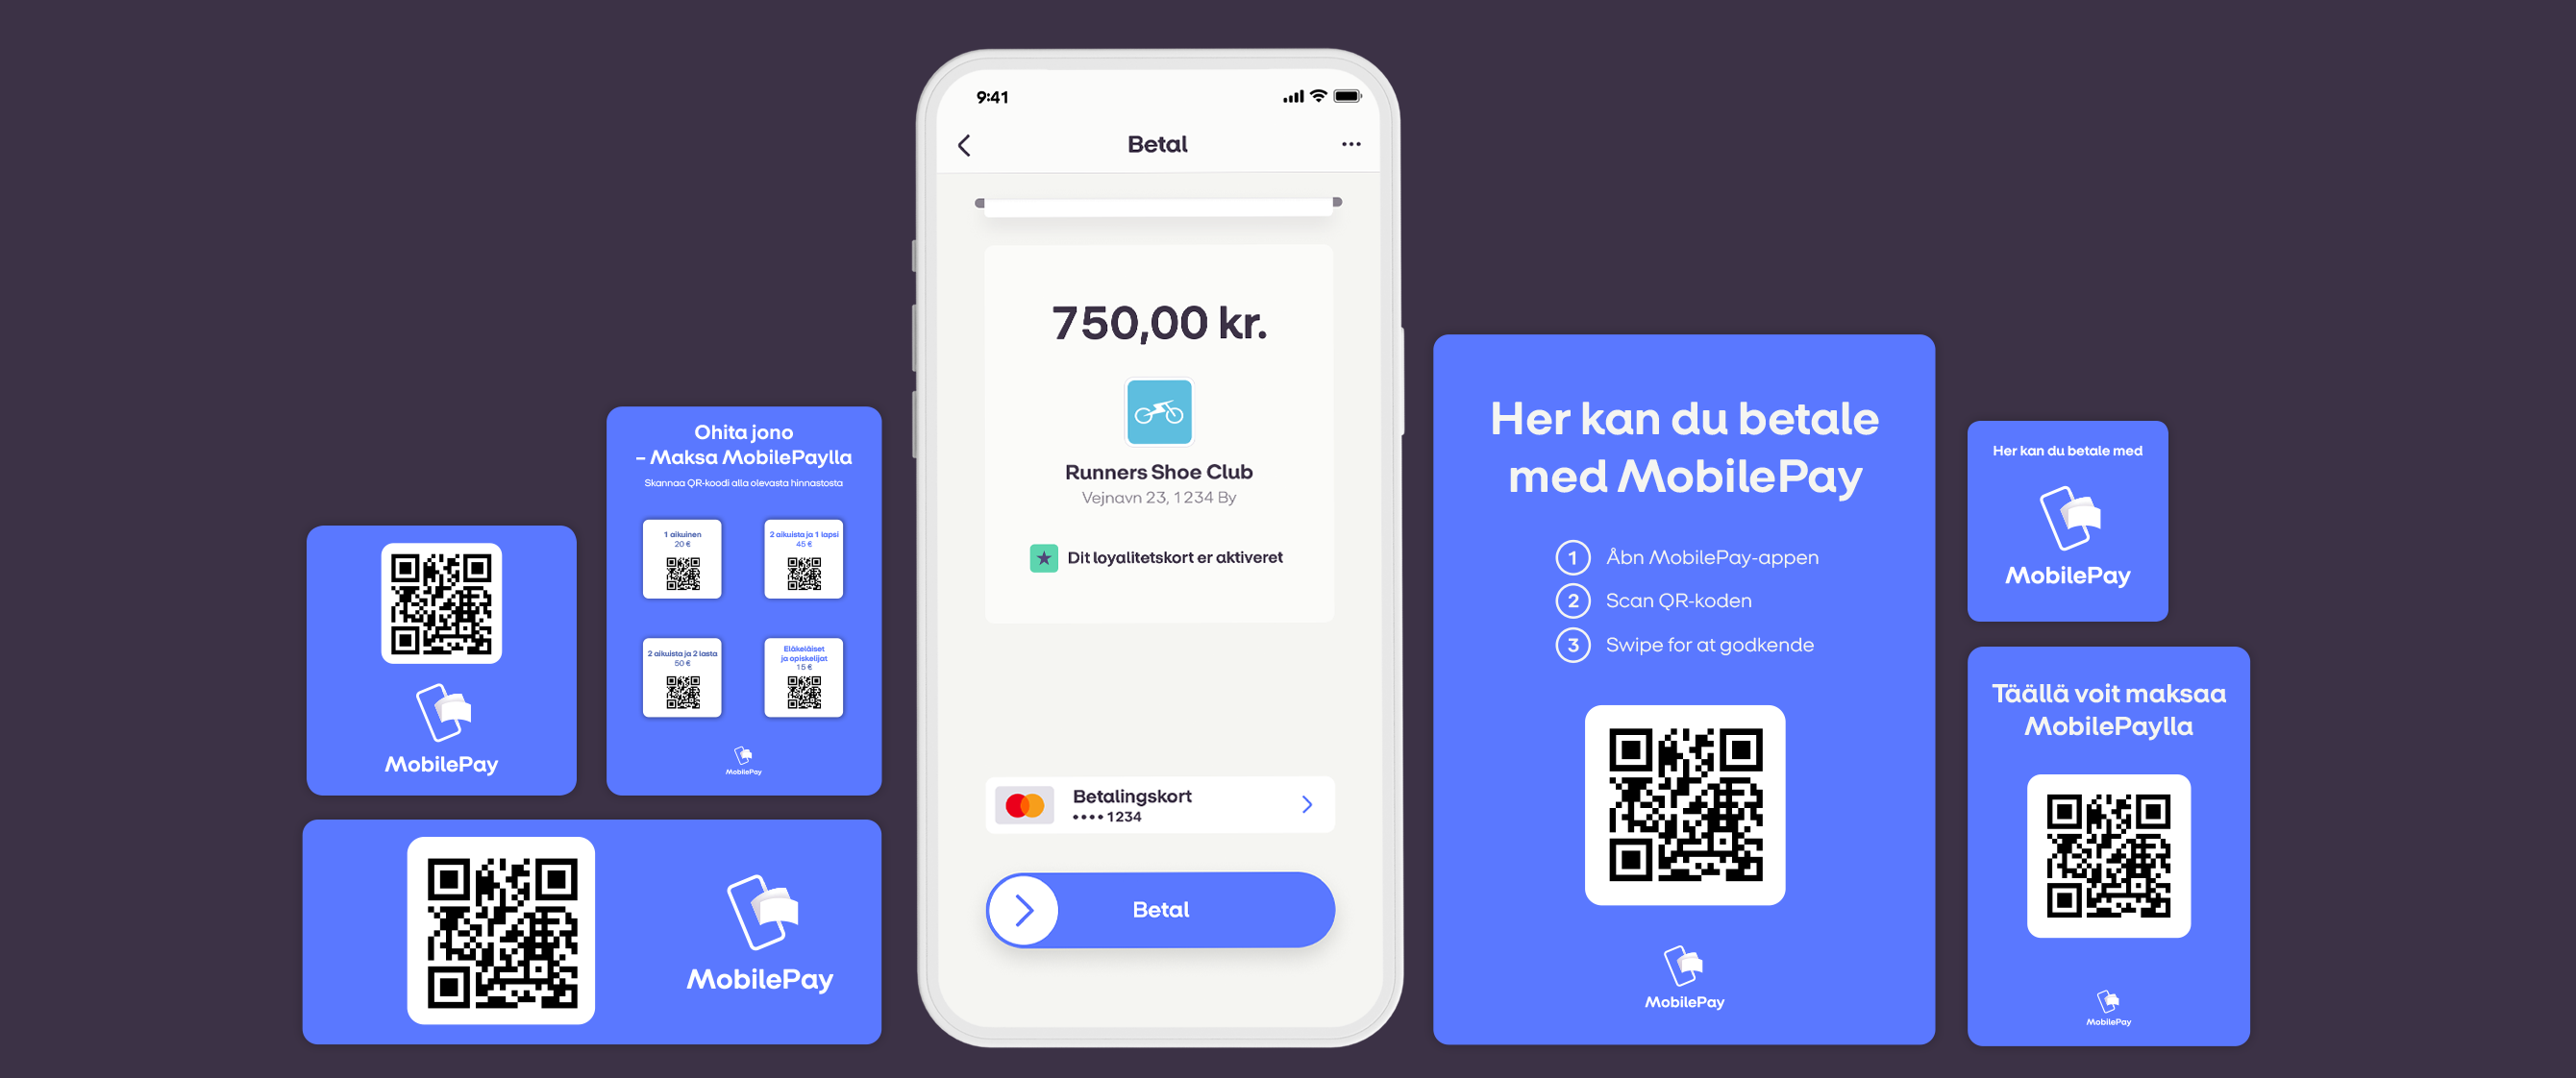 MobilePay
Ohita jono
– Maksa MobilePaylla
Skannaa QR-koodi alla olevasta hinnastosta
1 aikuinen
20 €
2 aikuista ja 1 lapsi
45 €
2 aikuista ja 2 lasta
50 €
Eläkeläiset
ja opiskelijat
15 €
MobilePay
MobilePay
9:41
Betal
750,00 kr.
Runners Shoe Club
Vejnavn 23, 1234 By
Dit loyalitetskort er aktiveret
Betalingskort
•••• 1234
Betal
Her kan du betale
med MobilePay
1 Åbn MobilePay-appen
2 Scan QR-koden
3 Swipe for at godkende
MobilePay
Her kan du betale med
MobilePay
Täällä voit maksaa
MobilePaylla
MobilePay